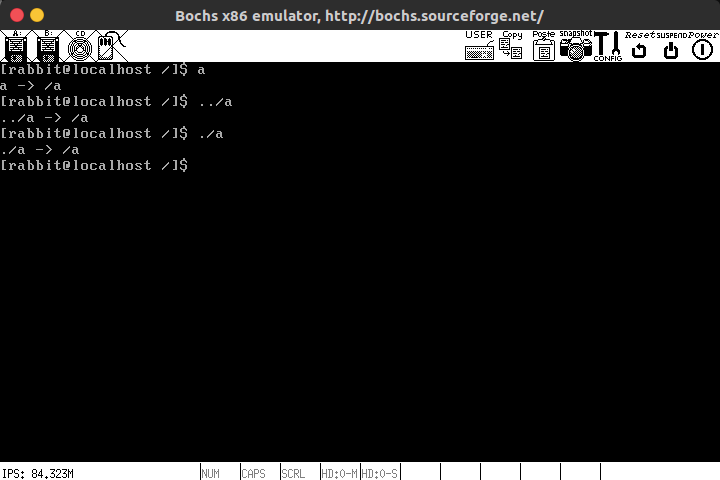 Bochs x86 emulator, http://bochs.sourceforge.net/
A: B: CD USER Copy Paste Snapshot CONFIG Reset SUSPEND Power
[rabbit@localhost /]$ a
a -> /a
[rabbit@localhost /]$ ../a
../a -> /a
[rabbit@localhost /]$ ./a
./a -> /a
[rabbit@localhost /]$
IPS: 84.323M NUM CAPS SCRL HD:0-M HD:0-S